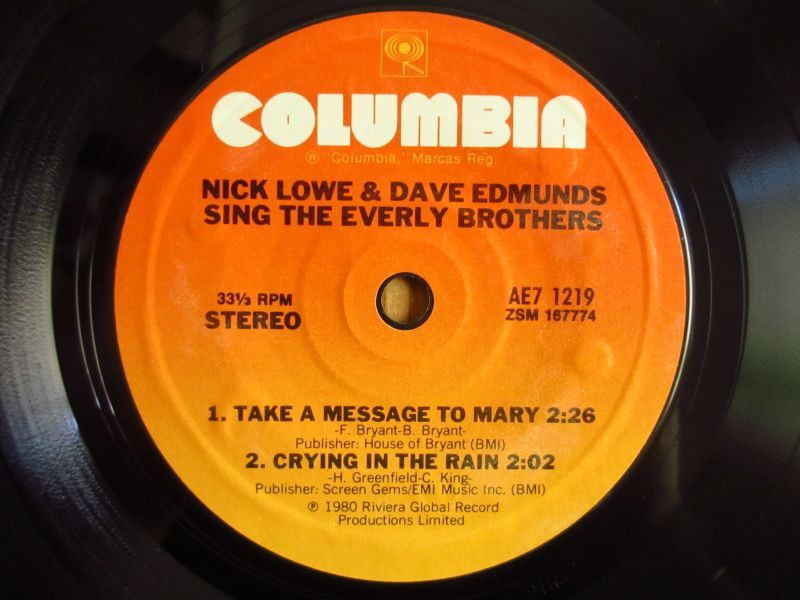 COLUMBIA
® "Columbia," Marcas Reg.
NICK LOWE & DAVE EDMUNDS
SING THE EVERLY BROTHERS
33⅓ RPM
STEREO
AE7 1219
ZSM 167774
1. TAKE A MESSAGE TO MARY 2:26
-F. Bryant-B. Bryant-
Publisher: House of Bryant (BMI)
2. CRYING IN THE RAIN 2:02
-H. Greenfield-C. King-
Publisher: Screen Gems/EMI Music Inc. (BMI)
℗ 1980 Riviera Global Record
Productions Limited